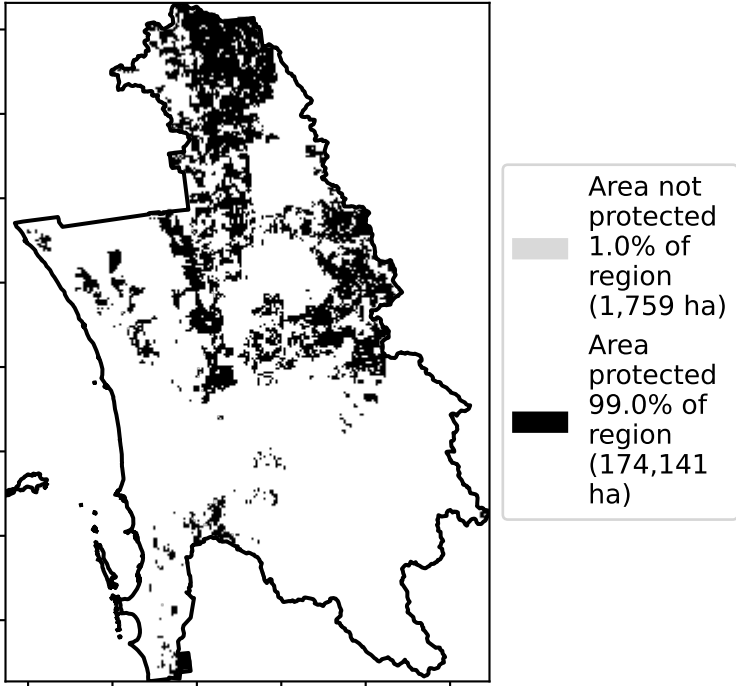 Area not
protected
1.0% of
region
(1,759 ha)
Area
protected
99.0% of
region
(174,141
ha)